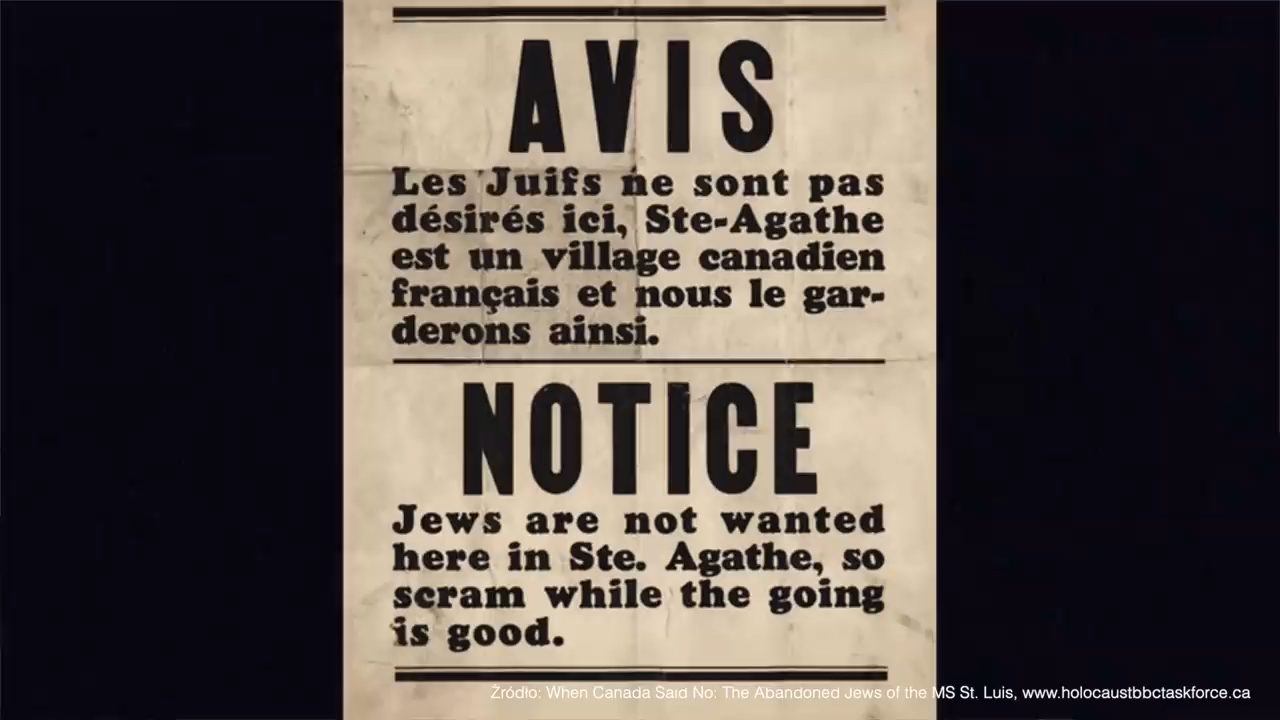 AVIS
Les Juifs ne sont pas
désirés ici, Ste-Agathe
est un village canadien
français et nous le gar-
derons ainsi.
NOTICE
Jews are not wanted
here in Ste. Agathe, so
scram while the going
is good.
Źródło: When Canada Said No: The Abandoned Jews of the MS St. Luis, www.holocaustbbctaskforce.ca